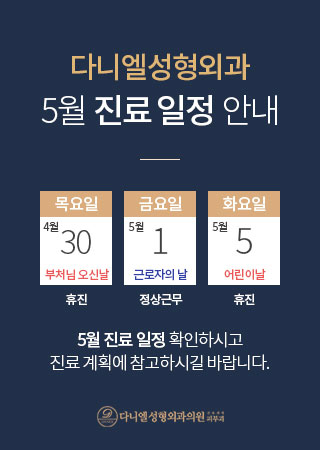 다니엘성형외과
5월 진료 일정 안내
목요일 금요일 화요일
4월 30 5월 1 5월 5
부처님 오신날 근로자의 날 어린이날
휴진 정상근무 휴진
5월 진료 일정 확인하시고
진료 계획에 참고하시길 바랍니다.
다니엘성형외과의원